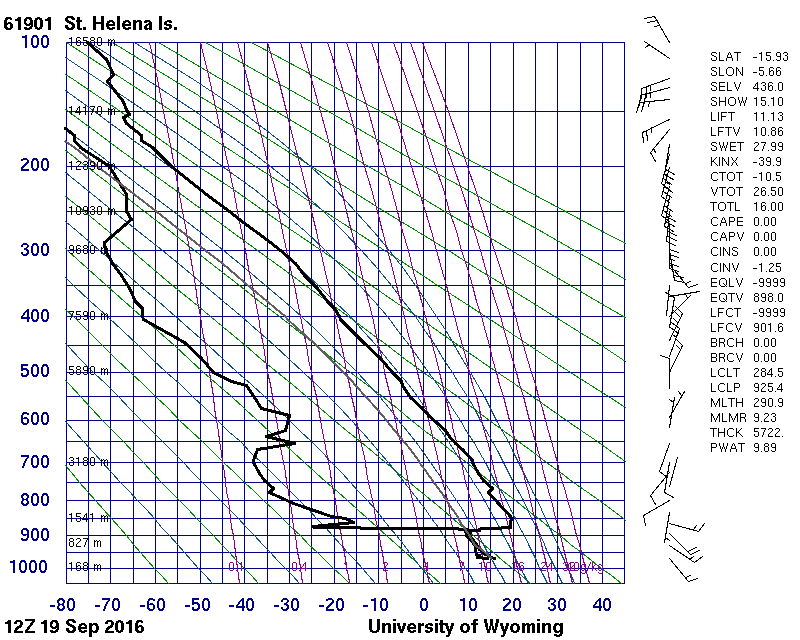 61901 St. Helena Is.
100 16580 m
14170 m
200 12390 m
10930 m
300 9680 m
400 7590 m
500 5890 m
600
700 3180 m
800
1541 m
900
827 m
1000 168 m
0.4 1 2 4 7 10 16 24 g/kg
-80 -70 -60 -50 -40 -30 -20 -10 0 10 20 30 40
12Z 19 Sep 2016 University of Wyoming
SLAT -15.93
SLON -5.66
SELV 436.0
SHOW 15.10
LIFT 11.13
LFTV 10.86
SWET 27.99
KINX -39.9
CTOT -10.5
VTOT 26.50
TOTL 16.00
CAPE 0.00
CAPV 0.00
CINS 0.00
CINV -1.25
EQLV -9999
EQTV 898.0
LFCT -9999
LFCV 901.6
BRCH 0.00
BRCV 0.00
LCLT 284.5
LCLP 925.4
MLTH 290.9
MLMR 9.23
THCK 5722.
PWAT 9.89